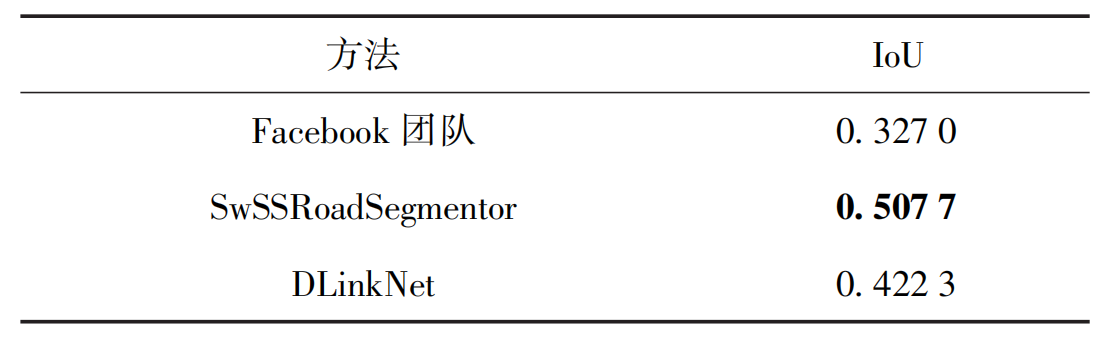 方法 IoU
Facebook 团队 0. 327 0
SwSSRoadSegmentor 0. 507 7
DLinkNet 0. 422 3